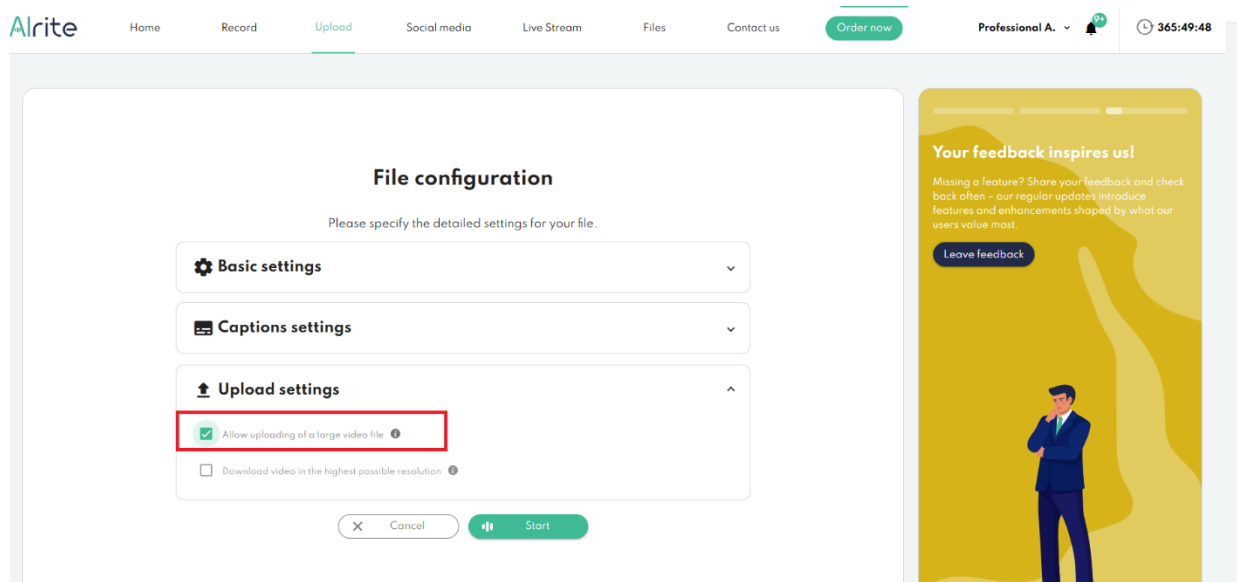 AIrite
Home
Record
Upload
Social media
Live Stream
Files
Contact us
Order now
Professional A.
9+
365:49:48
File configuration
Please specify the detailed settings for your file.
Basic settings
Captions settings
Upload settings
Allow uploading of a large video file
Download video in the highest possible resolution
Cancel
Start
Your feedback inspires us!
Missing a feature? Share your feedback and check
back often – our regular updates introduce
features and enhancements shaped by what our
users value most.
Leave feedback